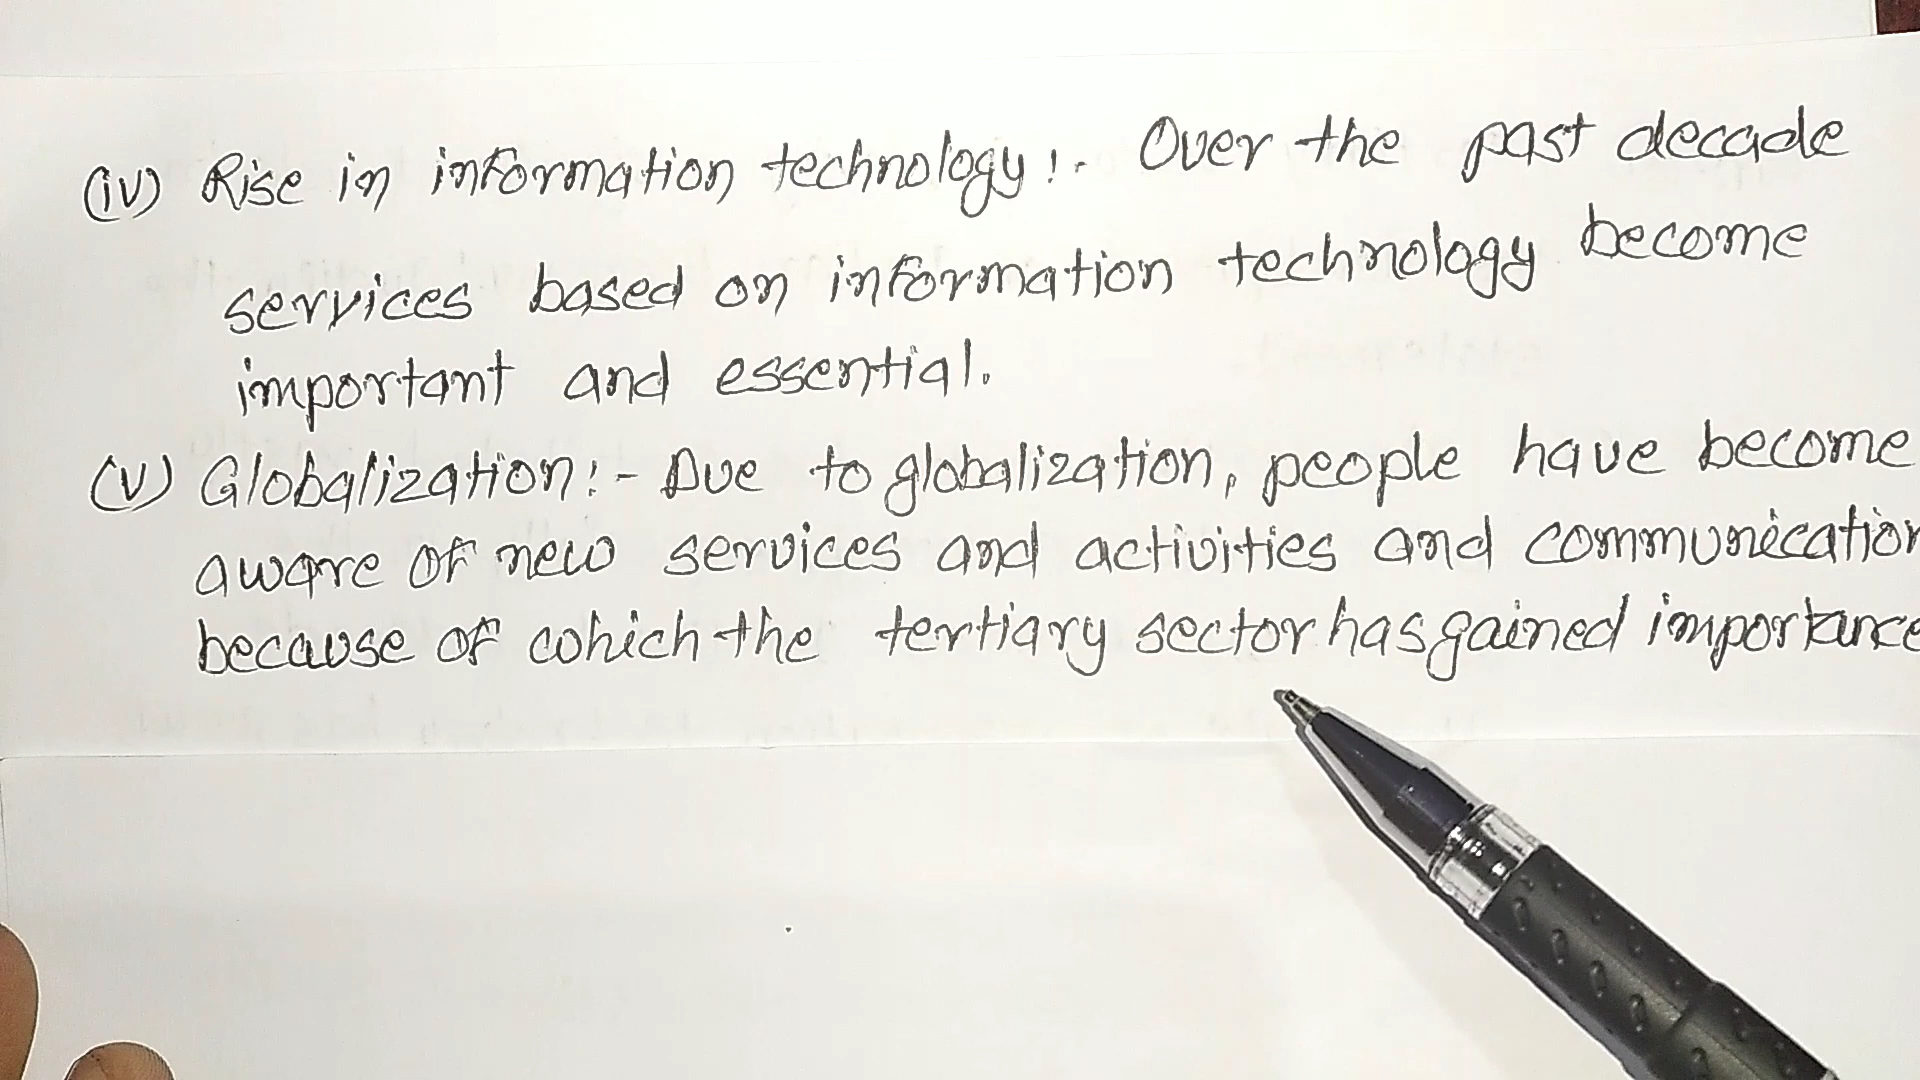 (iv) Rise in information technology :- Over the past decade
services based on information technology become
important and essential.
(v) Globalization :- Due to globalization, people have become
aware of new services and activities and communication
because of which the tertiary sector has gained importance